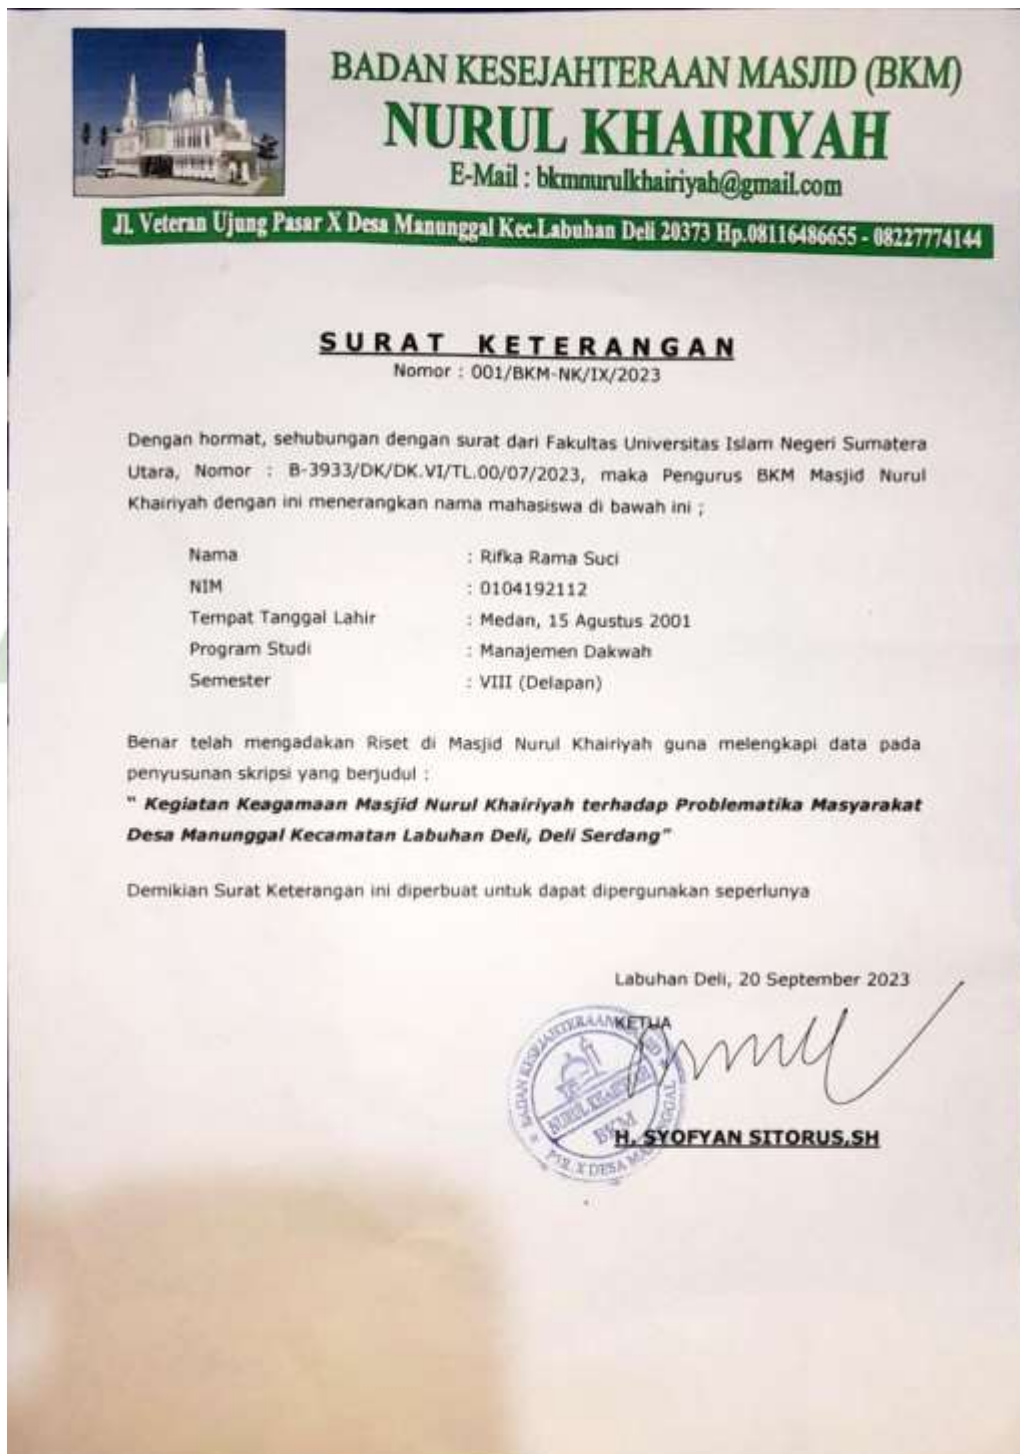 BADAN KESEJAHTERAAN MASJID (BKM)
NURUL KHAIRIYAH
E-Mail : bkmnurulkhairiyah@gmail.com
Jl. Veteran Ujung Pasar X Desa Manunggal Kec.Labuhan Deli 20373 Hp.08116486655 - 08227774144
SURAT KETERANGAN
Nomor : 001/BKM-NK/IX/2023
Dengan hormat, sehubungan dengan surat dari Fakultas Universitas Islam Negeri Sumatera
Utara, Nomor : B-3933/DK/DK.VI/TL.00/07/2023, maka Pengurus BKM Masjid Nurul
Khairiyah dengan ini menerangkan nama mahasiswa di bawah ini ;
Nama : Rifka Rama Suci
NIM : 0104192112
Tempat Tanggal Lahir : Medan, 15 Agustus 2001
Program Studi : Manajemen Dakwah
Semester : VIII (Delapan)
Benar telah mengadakan Riset di Masjid Nurul Khairiyah guna melengkapi data pada
penyusunan skripsi yang berjudul :
" Kegiatan Keagamaan Masjid Nurul Khairiyah terhadap Problematika Masyarakat
Desa Manunggal Kecamatan Labuhan Deli, Deli Serdang"
Demikian Surat Keterangan ini diperbuat untuk dapat dipergunakan seperlunya
Labuhan Deli, 20 September 2023
KETUA
BADAN KESEJAHTERAAN
NURUL KHAIRIYAH
BKM
PSR. X DESA
H. SYOFYAN SITORUS,SH